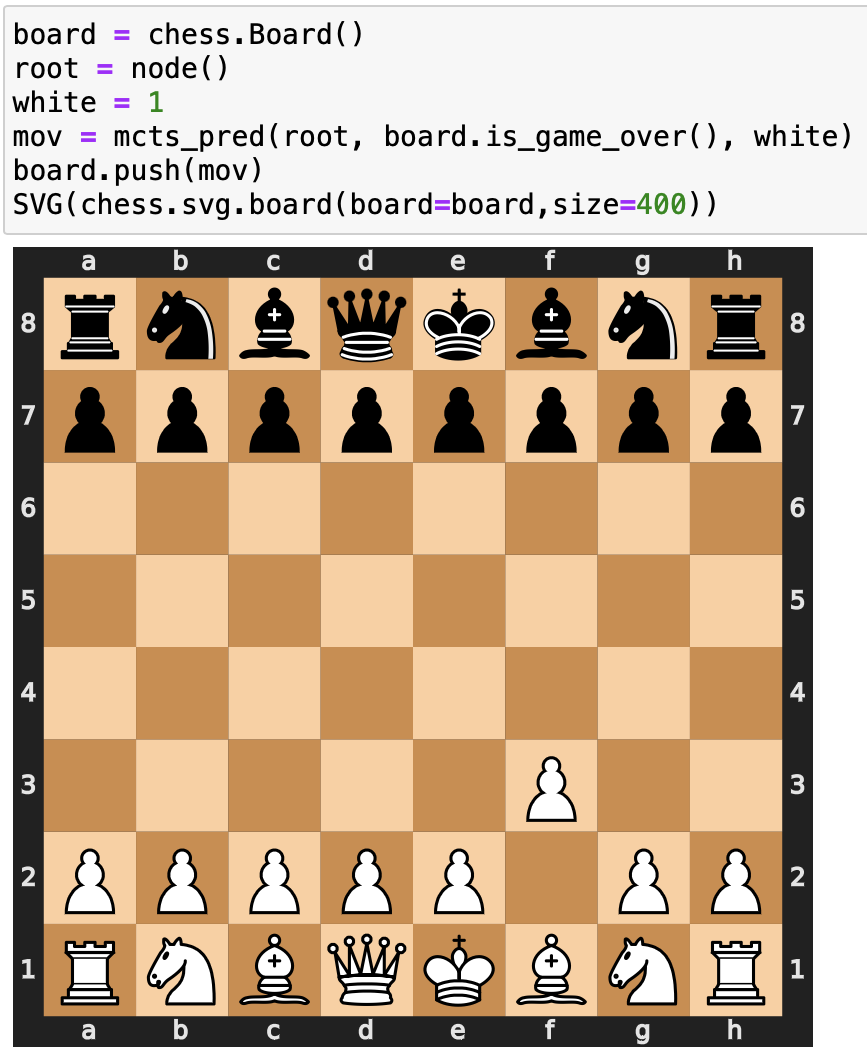 board = chess.Board()
root = node()
white = 1
mov = mcts_pred(root, board.is_game_over(), white)
board.push(mov)
SVG(chess.svg.board(board=board,size=400))
a b c d e f g h
8 8
7 7
6 6
5 5
4 4
3 3
2 2
1 1
a b c d e f g h